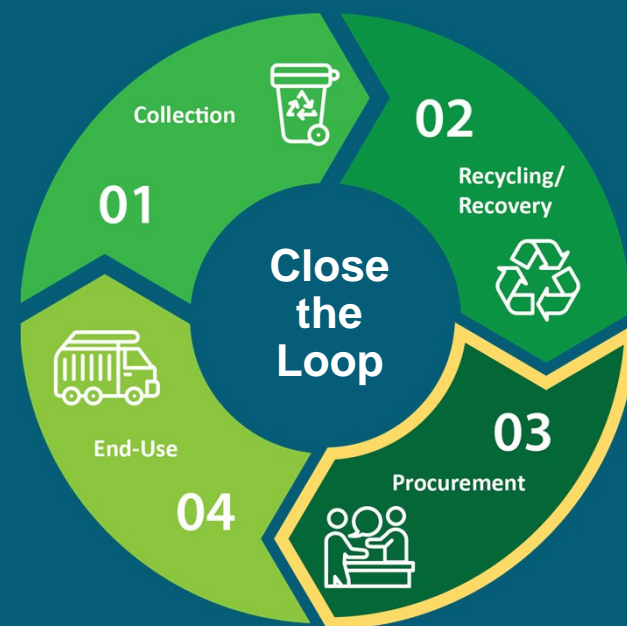 Collection
01
02
Recycling/
Recovery
Close
the
Loop
03
Procurement
End-Use
04